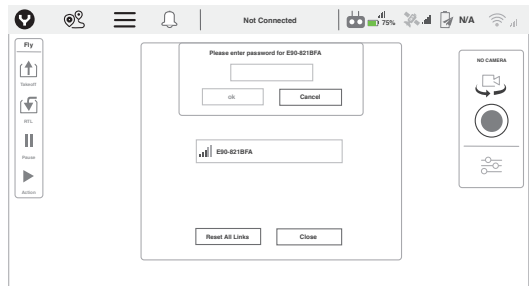 Not Connected
75%
N/A
Fly
Takeoff
RTL
Pause
Action
Please enter password for E90-821BFA
ok
Cancel
E90-821BFA
Reset All Links
Close
NO CAMERA